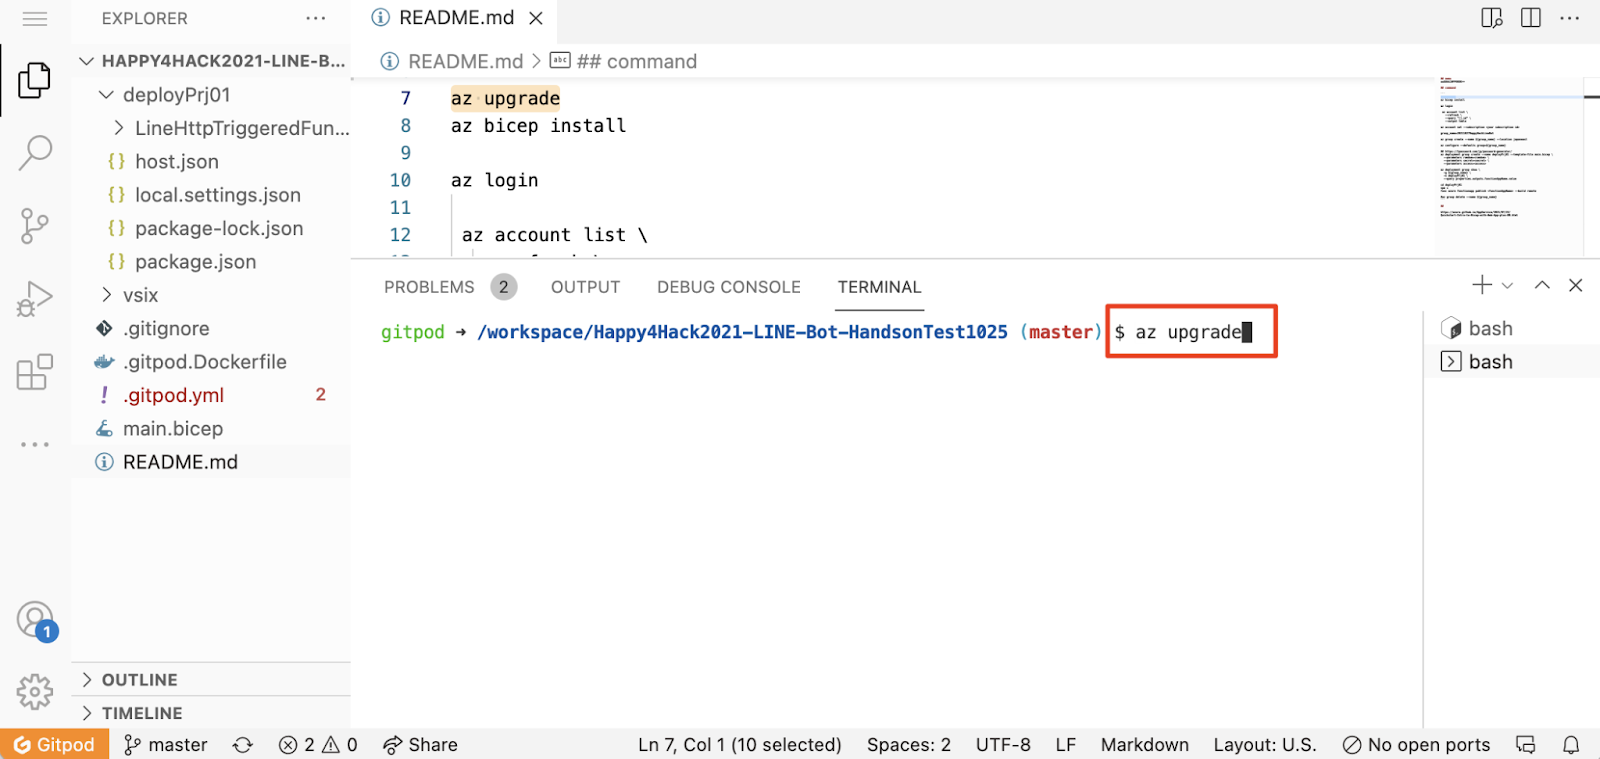 EXPLORER
README.md
HAPPY4HACK2021-LINE-B...
README.md > ## command
deployPrj01
LineHttpTriggeredFun...
{} host.json
{} local.settings.json
{} package-lock.json
{} package.json
vsix
.gitignore
.gitpod.Dockerfile
! .gitpod.yml 2
main.bicep
README.md
OUTLINE
TIMELINE
7 az upgrade
8 az bicep install
9
10 az login
11
12 az account list \
PROBLEMS 2 OUTPUT DEBUG CONSOLE TERMINAL
gitpod → /workspace/Happy4Hack2021-LINE-Bot-HandsonTest1025 (master) $ az upgrade
bash
bash
1
Gitpod master 2 0 Share Ln 7, Col 1 (10 selected) Spaces: 2 UTF-8 LF Markdown Layout: U.S. No open ports